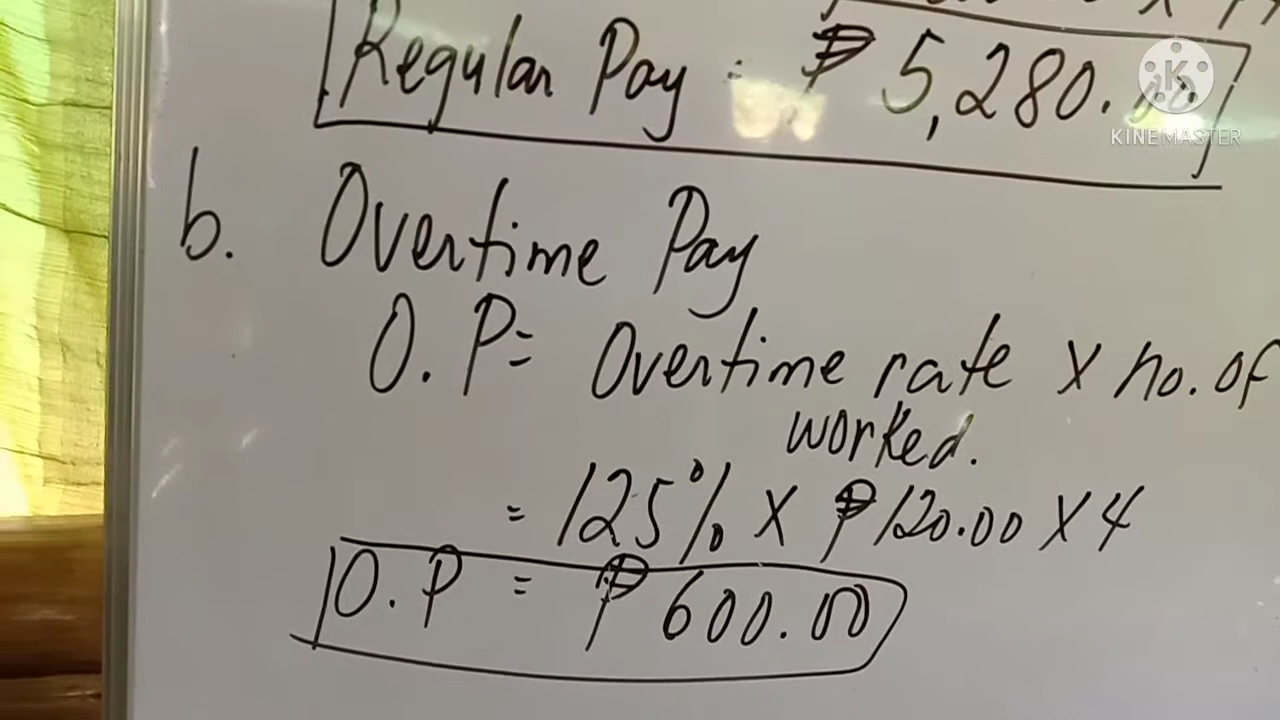 Regular Pay : ₱ 5,280.00
KINEMASTER
b. Overtime Pay
O.P= Overtime rate x no. of
worked.
= 125% x ₱120.00 x 4
O.P = ₱ 600.00